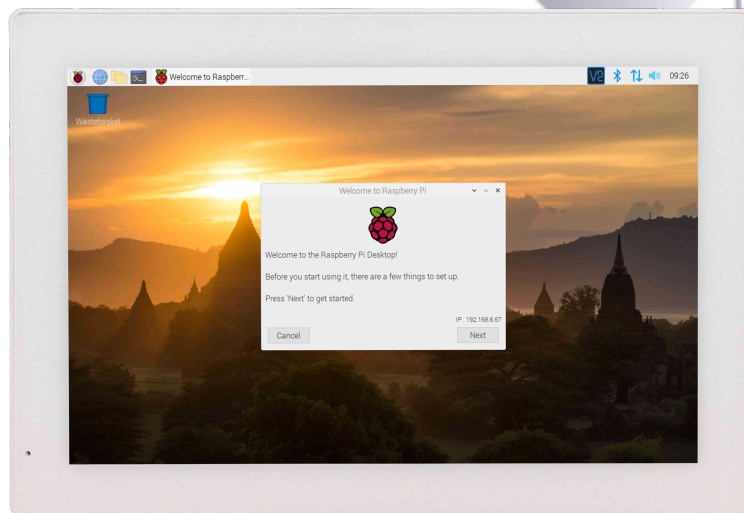 Welcome to Raspberr...
V2
09:26
Wastebasket
Welcome to Raspberry Pi
Welcome to the Raspberry Pi Desktop!
Before you start using it, there are a few things to set up.
Press 'Next' to get started.
IP : 192.168.6.67
Cancel
Next